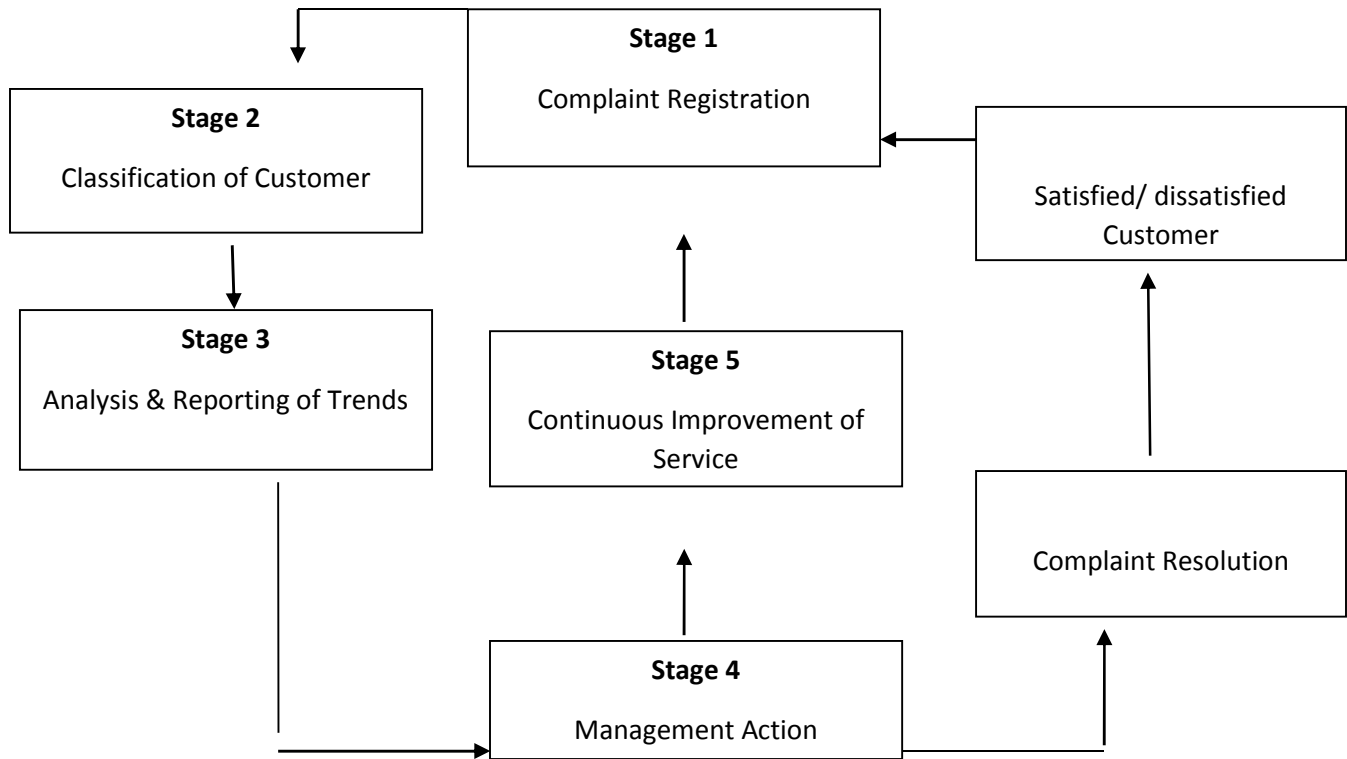 Stage 1
Complaint Registration
Stage 2
Classification of Customer
Satisfied/ dissatisfied
Customer
Stage 3
Analysis & Reporting of Trends
Stage 5
Continuous Improvement of
Service
Complaint Resolution
Stage 4
Management Action